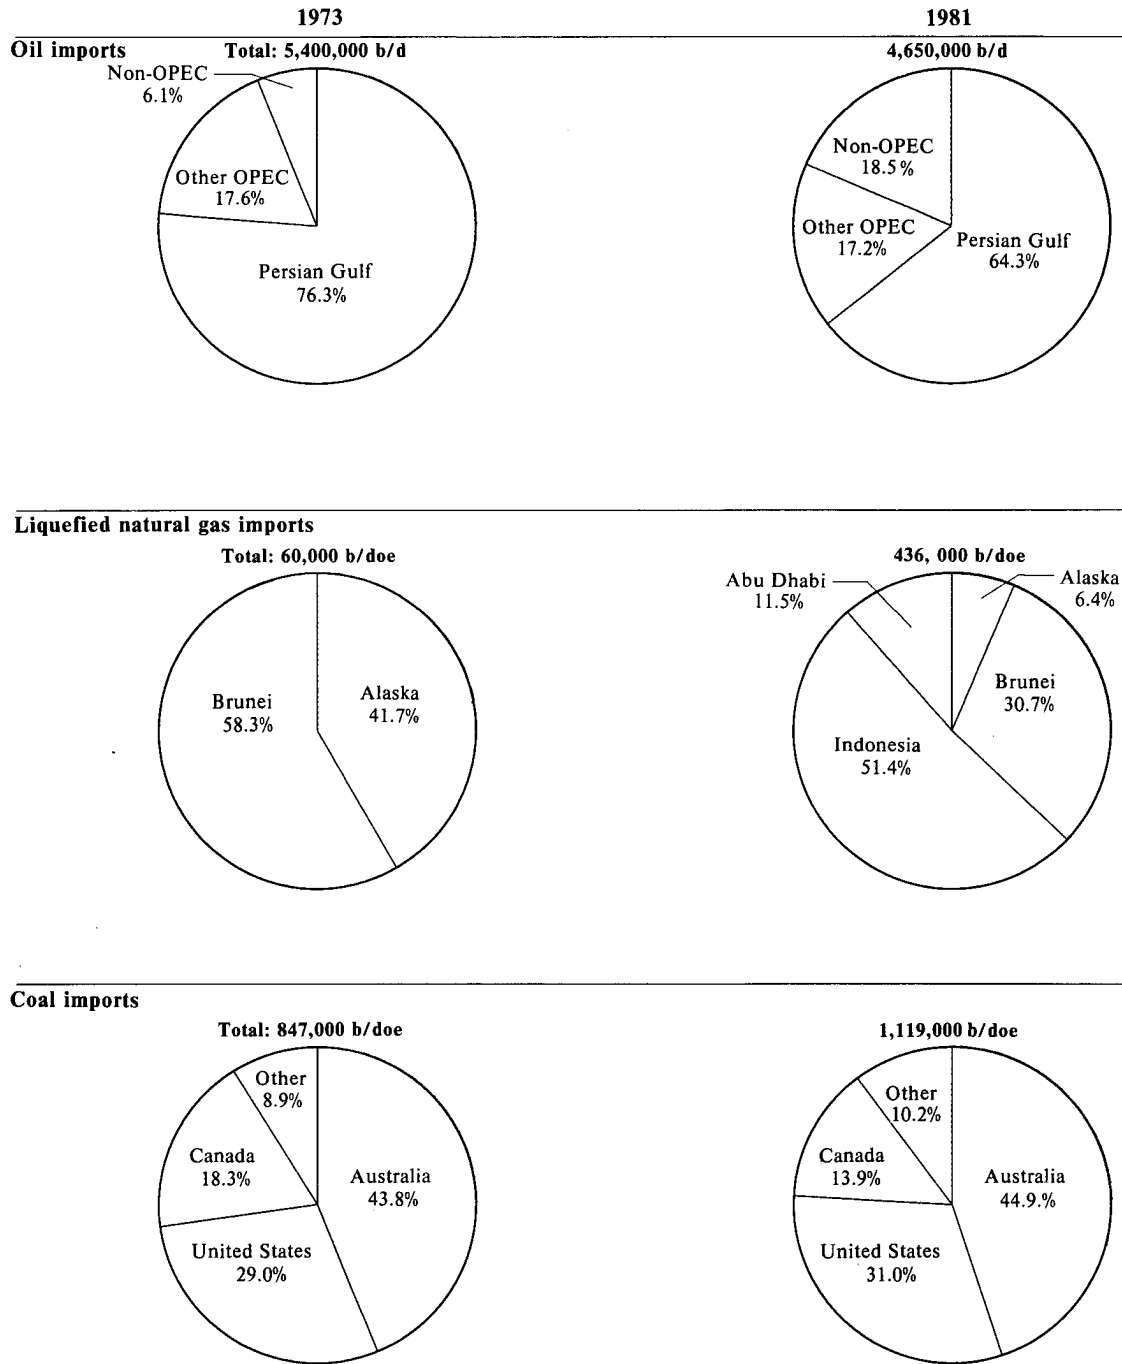 1973
1981
Oil imports
Total: 5,400,000 b/d
4,650,000 b/d
Non-OPEC
6.1%
Other OPEC
17.6%
Persian Gulf
76.3%
Non-OPEC
18.5%
Other OPEC
17.2%
Persian Gulf
64.3%
Liquefied natural gas imports
Total: 60,000 b/doe
436, 000 b/doe
Brunei
58.3%
Alaska
41.7%
Abu Dhabi
11.5%
Alaska
6.4%
Brunei
30.7%
Indonesia
51.4%
Coal imports
Total: 847,000 b/doe
1,119,000 b/doe
Other
8.9%
Canada
18.3%
Australia
43.8%
United States
29.0%
Other
10.2%
Canada
13.9%
Australia
44.9.%
United States
31.0%